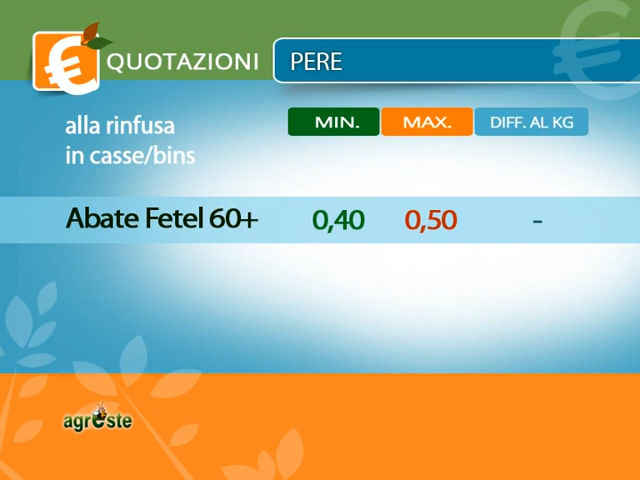 € QUOTAZIONI PERE
€
alla rinfusa
in casse/bins
MIN. MAX. DIFF. AL KG
Abate Fetel 60+ 0,40 0,50 -
agreste